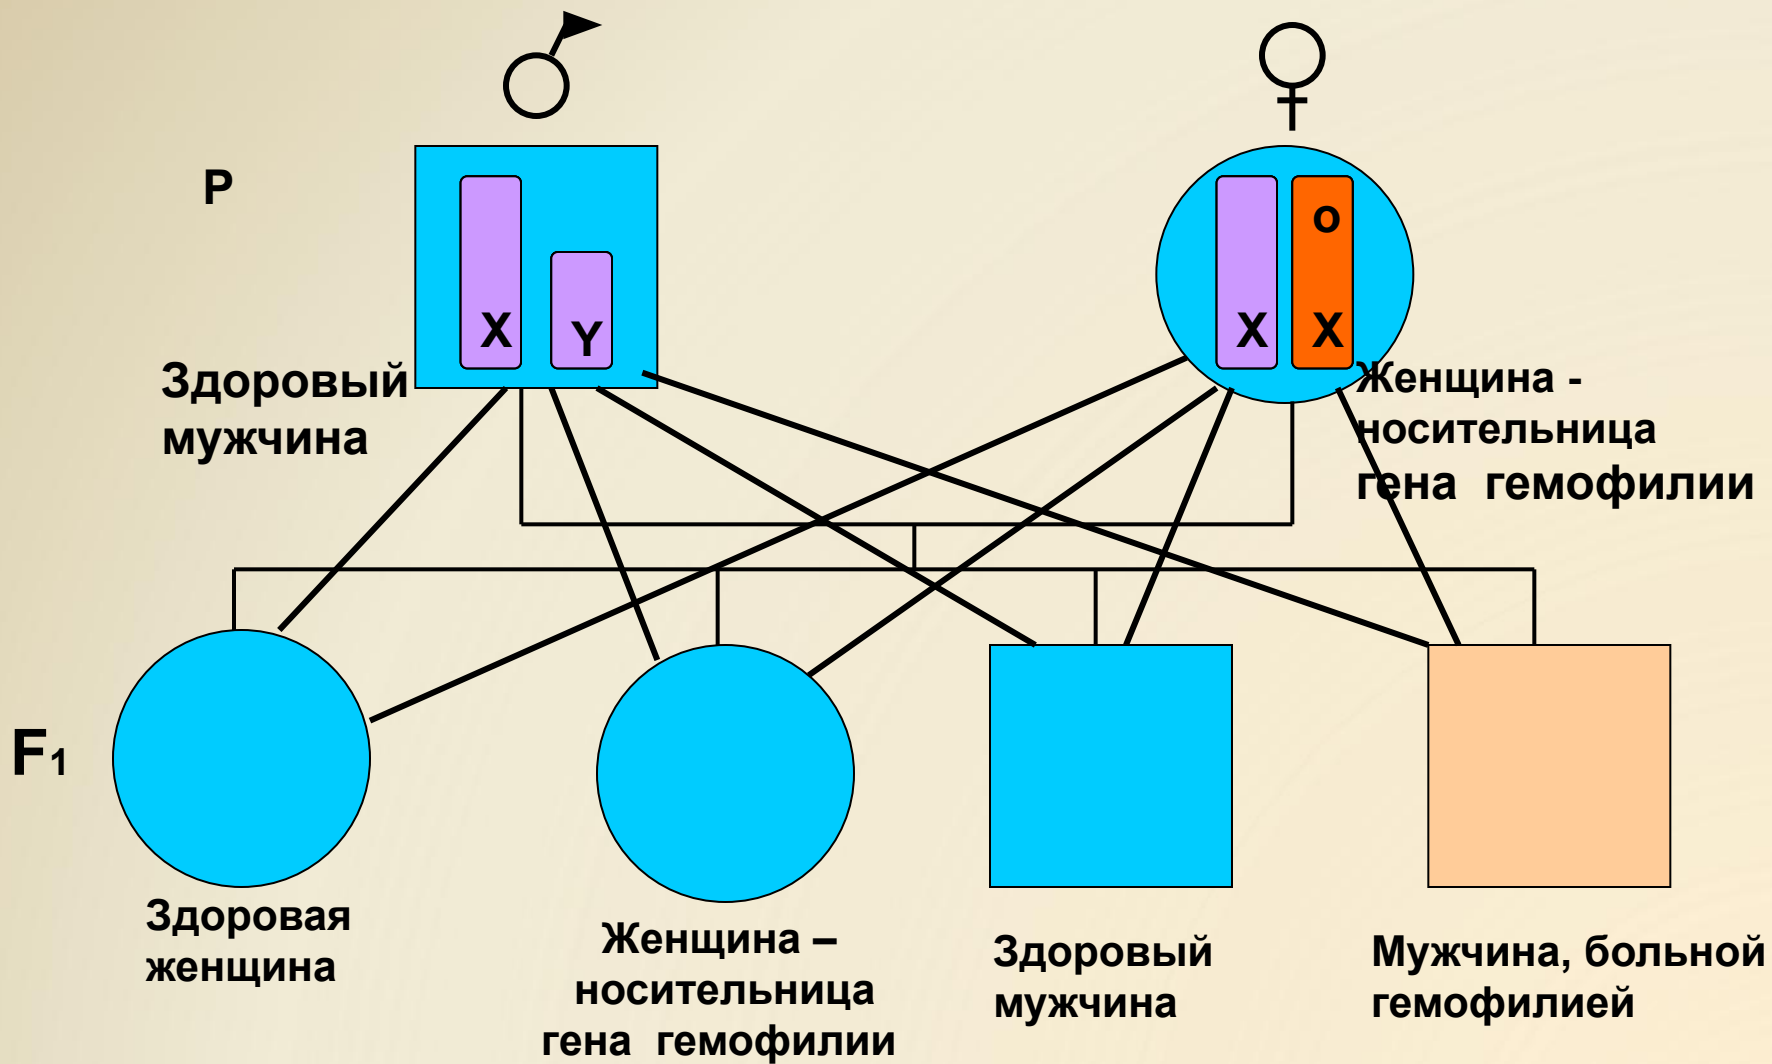 P
X
Y
X
о
X
Здоровый
мужчина
Женщина -
носительница
гена гемофилии
F1
Здоровая
женщина
Женщина –
носительница
гена гемофилии
Здоровый
мужчина
Мужчина, больной
гемофилией